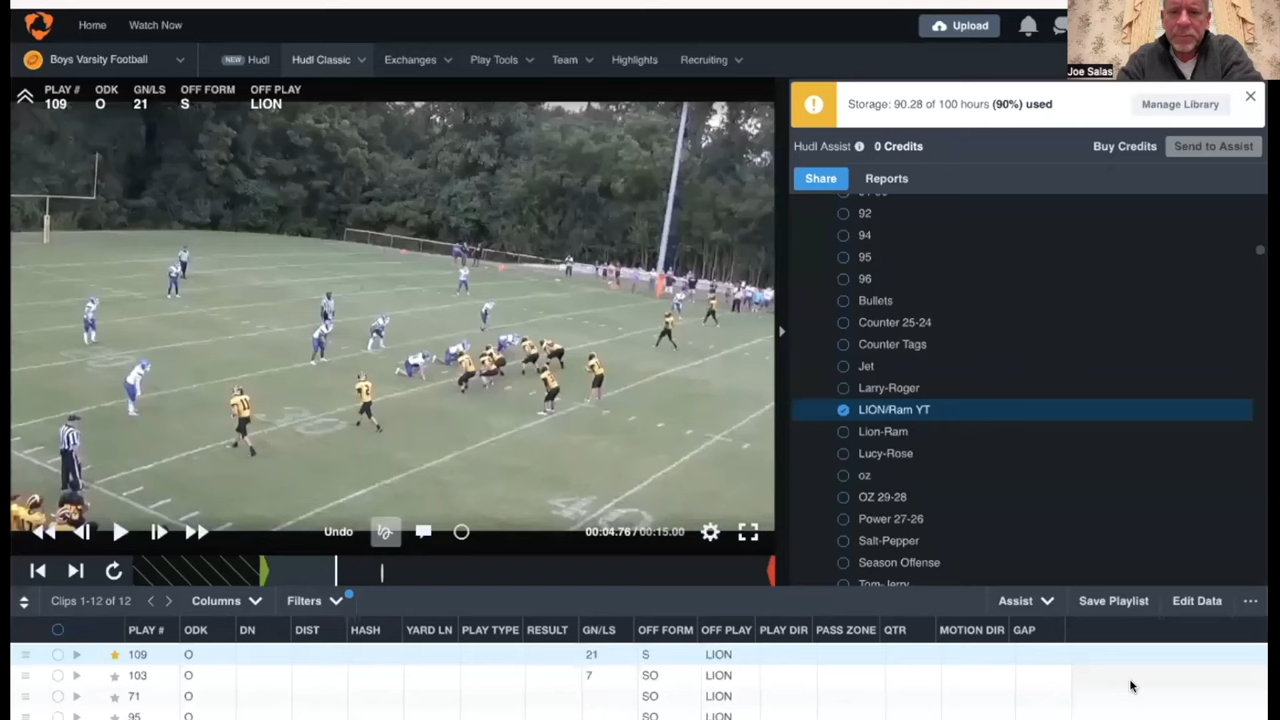 Home Watch Now Upload
Boys Varsity Football NEW Hudl Hudl Classic Exchanges Play Tools Team Highlights Recruiting
Joe Salas
PLAY # ODK GN/LS OFF FORM OFF PLAY
109 O 21 S LION
Storage: 90.28 of 100 hours (90%) used Manage Library
Hudl Assist 0 Credits Buy Credits Send to Assist
Share Reports
92
94
95
96
Bullets
Counter 25-24
Counter Tags
Jet
Larry-Roger
LION/Ram YT
Lion-Ram
Lucy-Rose
oz
OZ 29-28
Power 27-26
Salt-Pepper
Season Offense
Tom-Jerry
11
2
Undo 00:04.76 / 00:15.00
Clips 1-12 of 12 Columns Filters Assist Save Playlist Edit Data
PLAY # ODK DN DIST HASH YARD LN PLAY TYPE RESULT GN/LS OFF FORM OFF PLAY PLAY DIR PASS ZONE QTR MOTION DIR GAP
109 O 21 S LION
103 O 7 SO LION
71 O SO LION
95 O SO LION